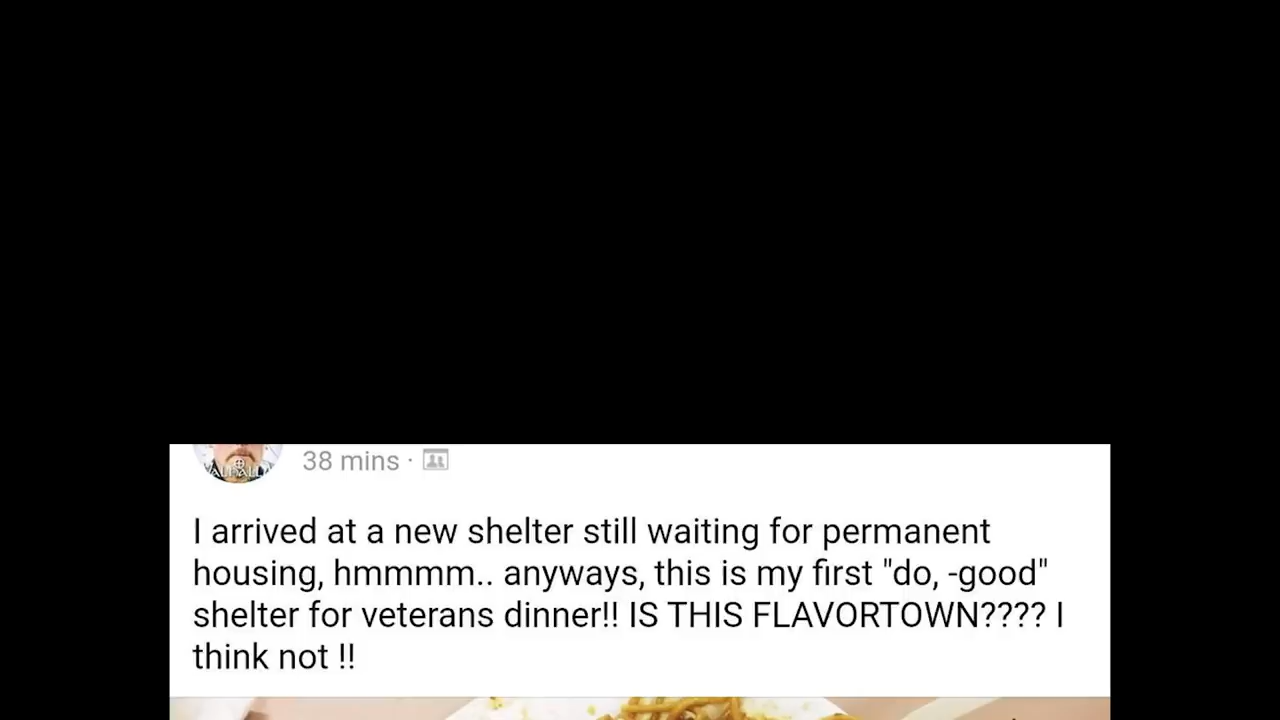 38 mins ·
I arrived at a new shelter still waiting for permanent
housing, hmmmm.. anyways, this is my first "do, -good"
shelter for veterans dinner!! IS THIS FLAVORTOWN???? I
think not !!